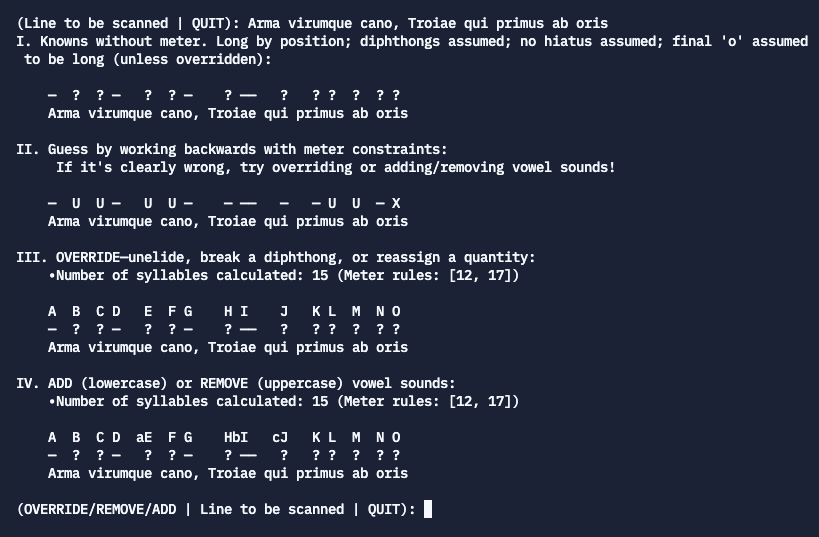 (Line to be scanned | QUIT): Arma virumque cano, Troiae qui primus ab oris
I. Knowns without meter. Long by position; diphthongs assumed; no hiatus assumed; final 'o' assumed
 to be long (unless overridden):
    —  ?  ? —   ?  ? —    ? ——   ?   ? ?  ?  ? ?
    Arma virumque cano, Troiae qui primus ab oris
II. Guess by working backwards with meter constraints:
     If it's clearly wrong, try overriding or adding/removing vowel sounds!
    —  U  U —   U  U —    — ——   —   — U  U  — X
    Arma virumque cano, Troiae qui primus ab oris
III. OVERRIDE—unelide, break a diphthong, or reassign a quantity:
    •Number of syllables calculated: 15 (Meter rules: [12, 17])
    A  B  C D   E  F G    H I    J   K L  M  N O
    —  ?  ? —   ?  ? —    ? ——   ?   ? ?  ?  ? ?
    Arma virumque cano, Troiae qui primus ab oris
IV. ADD (lowercase) or REMOVE (uppercase) vowel sounds:
    •Number of syllables calculated: 15 (Meter rules: [12, 17])
    A  B  C D  aE  F G    HbI   cJ   K L  M  N O
    —  ?  ? —   ?  ? —    ? ——   ?   ? ?  ?  ? ?
    Arma virumque cano, Troiae qui primus ab oris
(OVERRIDE/REMOVE/ADD | Line to be scanned | QUIT):